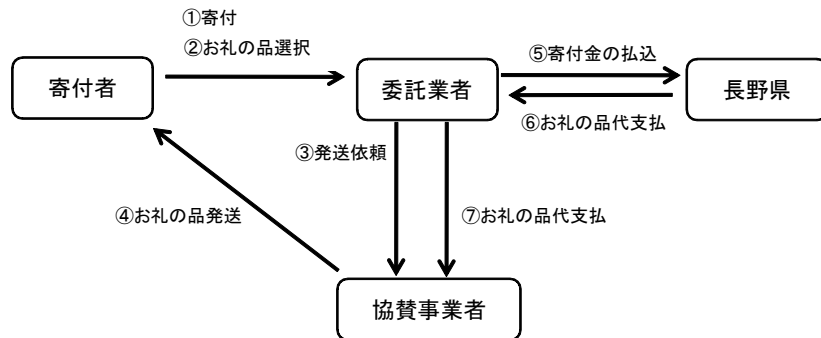 ①寄付
②お礼の品選択
寄付者
委託業者
⑤寄付金の払込
長野県
⑥お礼の品代支払
③発送依頼
④お礼の品発送
⑦お礼の品代支払
協賛事業者